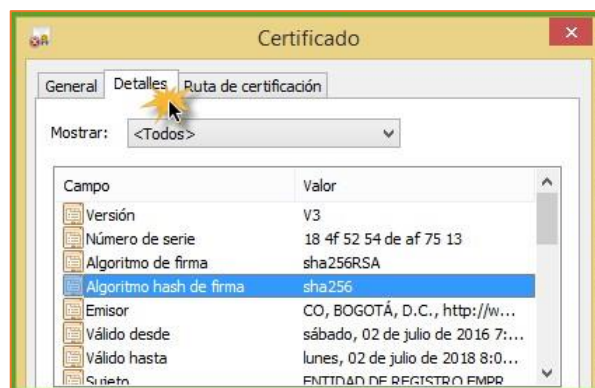 Certificado
General Detalles Ruta de certificación
Mostrar: <Todos>
Campo Valor
Versión V3
Número de serie 18 4f 52 54 de af 75 13
Algoritmo de firma sha256RSA
Algoritmo hash de firma sha256
Emisor CO, BOGOTÁ, D.C., http://w...
Válido desde sábado, 02 de julio de 2016 7:...
Válido hasta lunes, 02 de julio de 2018 8:0...
Sujeto ENTIDAD DE REGISTRO EMPR